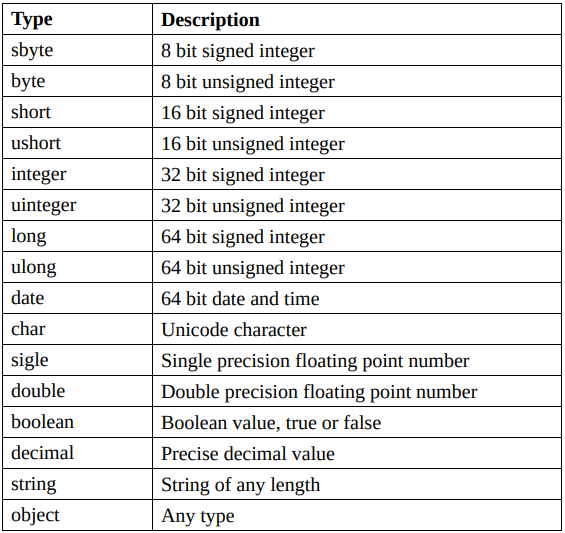 Type Description
sbyte 8 bit signed integer
byte 8 bit unsigned integer
short 16 bit signed integer
ushort 16 bit unsigned integer
integer 32 bit signed integer
uinteger 32 bit unsigned integer
long 64 bit signed integer
ulong 64 bit unsigned integer
date 64 bit date and time
char Unicode character
sigle Single precision floating point number
double Double precision floating point number
boolean Boolean value, true or false
decimal Precise decimal value
string String of any length
object Any type